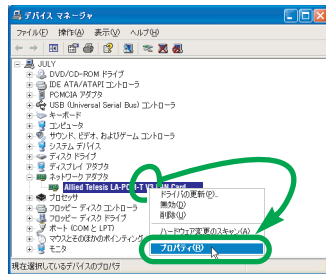 デバイス マネージャ
ファイル(F) 操作(A) 表示(V) ヘルプ(H)
JULY
DVD/CD-ROM ドライブ
IDE ATA/ATAPI コントローラ
PCMCIA アダプタ
USB (Universal Serial Bus) コントローラ
キーボード
コンピュータ
サウンド、ビデオ、およびゲーム コントローラ
システム デバイス
ディスク ドライブ
ディスプレイ アダプタ
ネットワーク アダプタ
Allied Telesis LA-PCM-T V3 LAN Card
ドライバの更新(P)...
無効(D)
削除(U)
ハードウェア変更のスキャン(A)
プロパティ(R)
プロセッサ
フロッピー ディスク コントローラ
フロッピー ディスク ドライブ
ポート (COM と LPT)
マウスとそのほかのポインティング
モニタ
現在選択しているデバイスのプロパテ